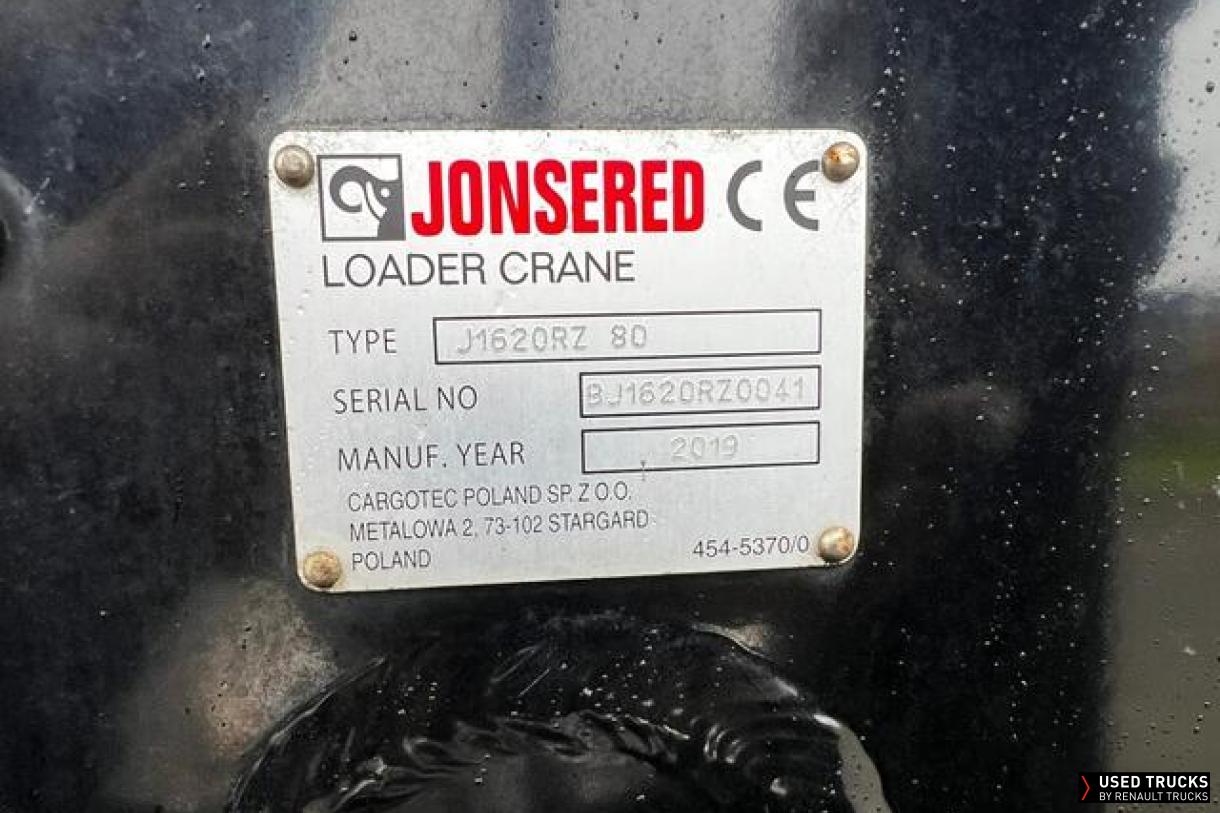 JONSERED CE
LOADER CRANE
TYPE J1620RZ 80
SERIAL NO BJ1620RZ0041
MANUF. YEAR 2019
CARGOTEC POLAND SP. Z O.O.
METALOWA 2, 73-102 STARGARD
POLAND 454-5370/0
USED TRUCKS
BY RENAULT TRUCKS